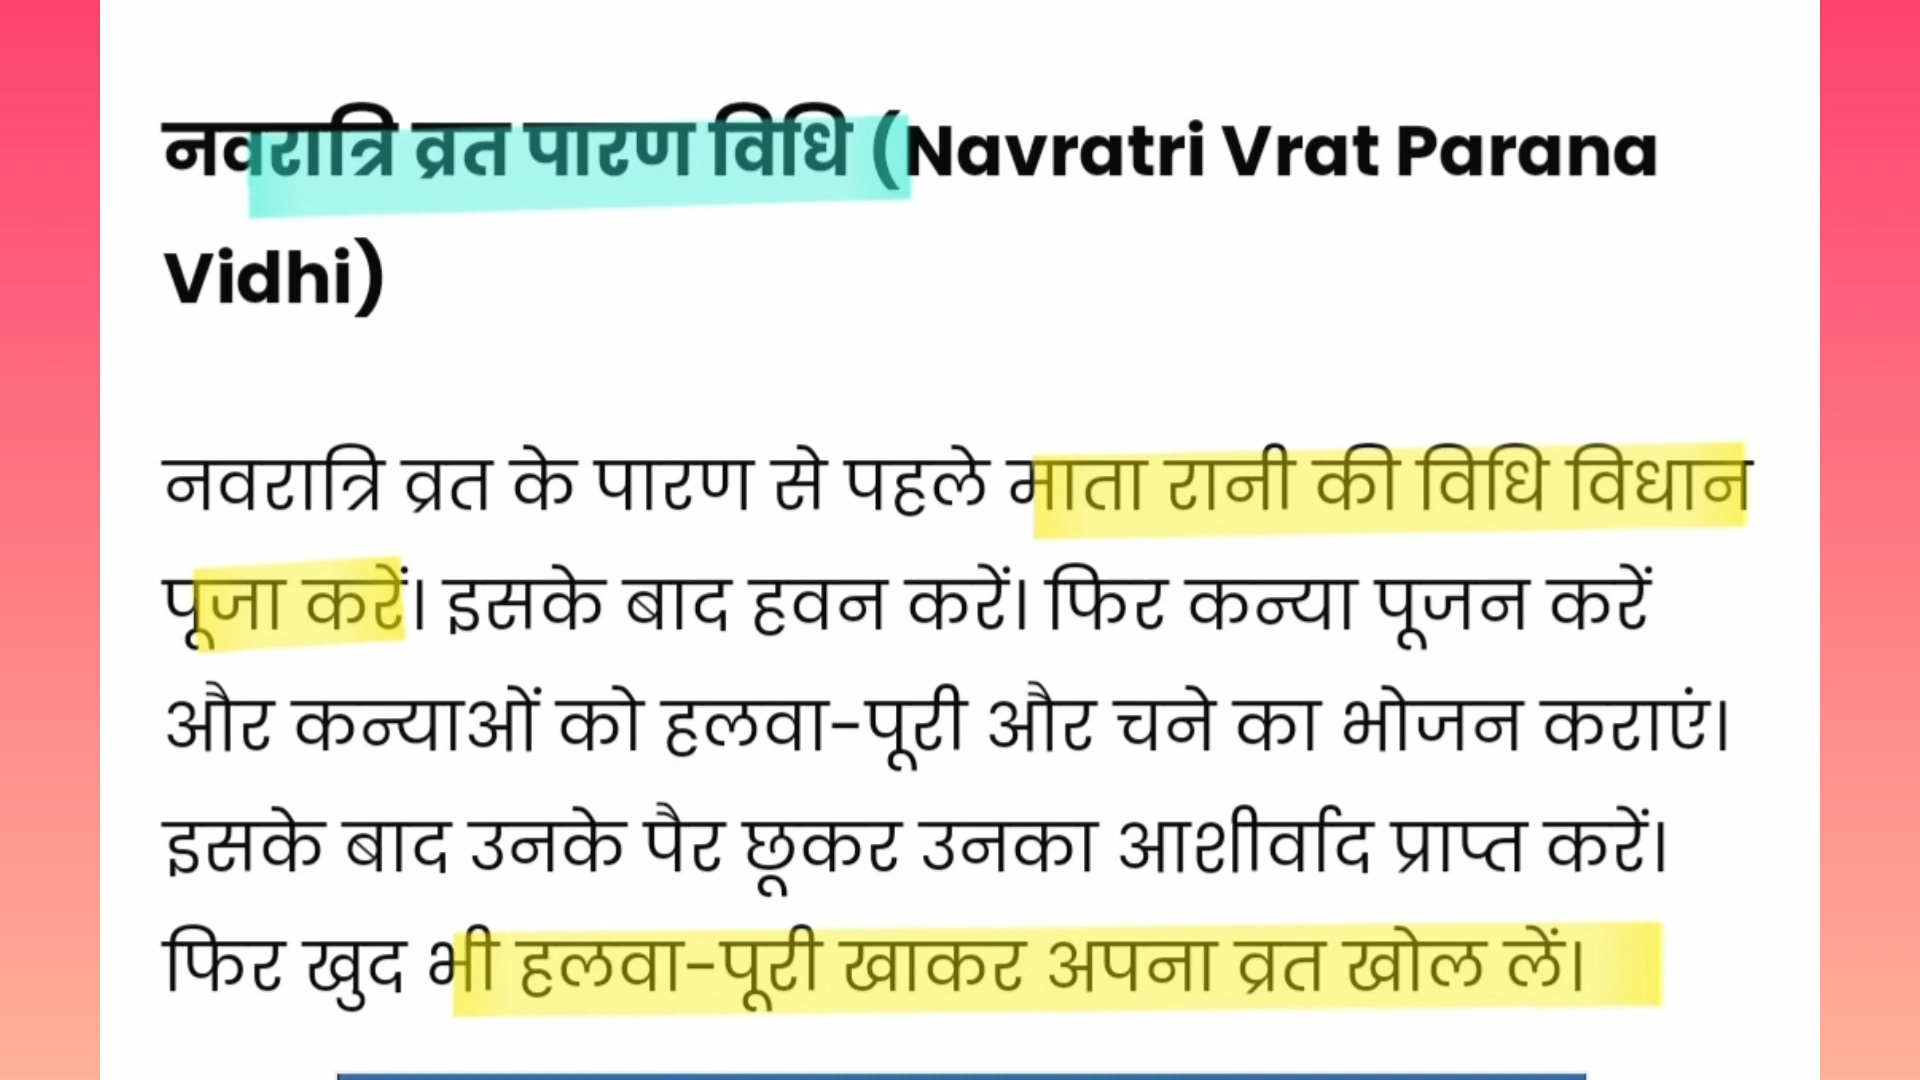 नवरात्रि व्रत पारण विधि (Navratri Vrat Parana
Vidhi)
नवरात्रि व्रत के पारण से पहले माता रानी की विधि विधान
पूजा करें। इसके बाद हवन करें। फिर कन्या पूजन करें
और कन्याओं को हलवा-पूरी और चने का भोजन कराएं।
इसके बाद उनके पैर छूकर उनका आशीर्वाद प्राप्त करें।
फिर खुद भी हलवा-पूरी खाकर अपना व्रत खोल लें।